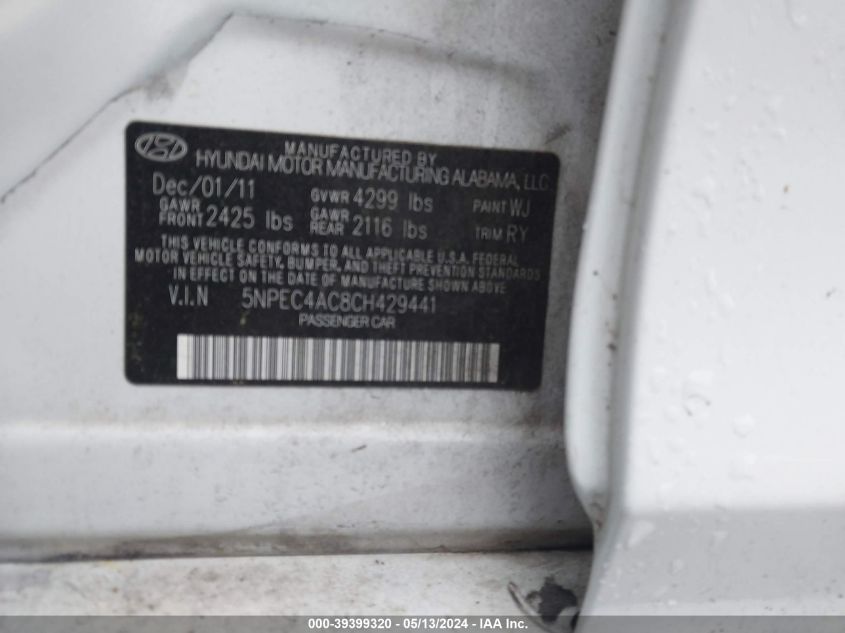 MANUFACTURED BY
HYUNDAI MOTOR MANUFACTURING ALABAMA, LLC
Dec/01/11 GVWR 4299 lbs PAINT WJ
GAWR FRONT 2425 lbs GAWR REAR 2116 lbs TRIM RY
THIS VEHICLE CONFORMS TO ALL APPLICABLE U.S.A. FEDERAL
MOTOR VEHICLE SAFETY, BUMPER, AND THEFT PREVENTION STANDARDS
IN EFFECT ON THE DATE OF MANUFACTURE SHOWN ABOVE.
V.I.N 5NPEC4AC8CH429441
PASSENGER CAR
000-39399320 - 05/13/2024 - IAA Inc.